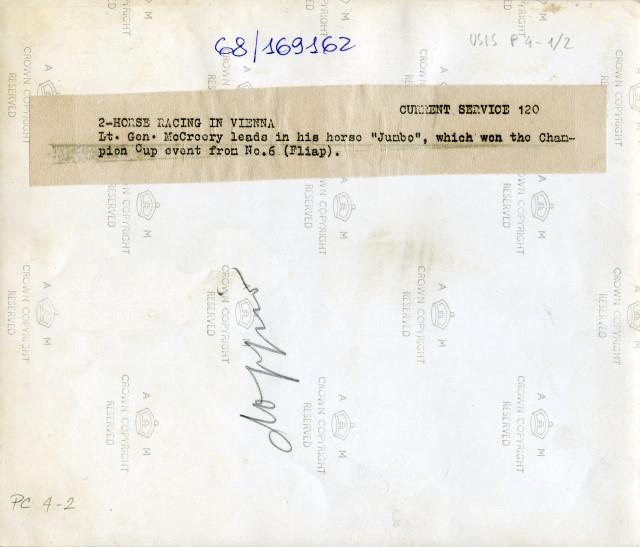 68/169162
USIS P 4-1/2
CURRENT SERVICE 120
2-HORSE RACING IN VIENNA
Lt. Gen. McCreery leads in his horse "Jumbo", which won the Cham-
pion Cup event from No.6 (Fliap).
doppio
PC 4-2
A M
CROWN COPYRIGHT
RESERVED